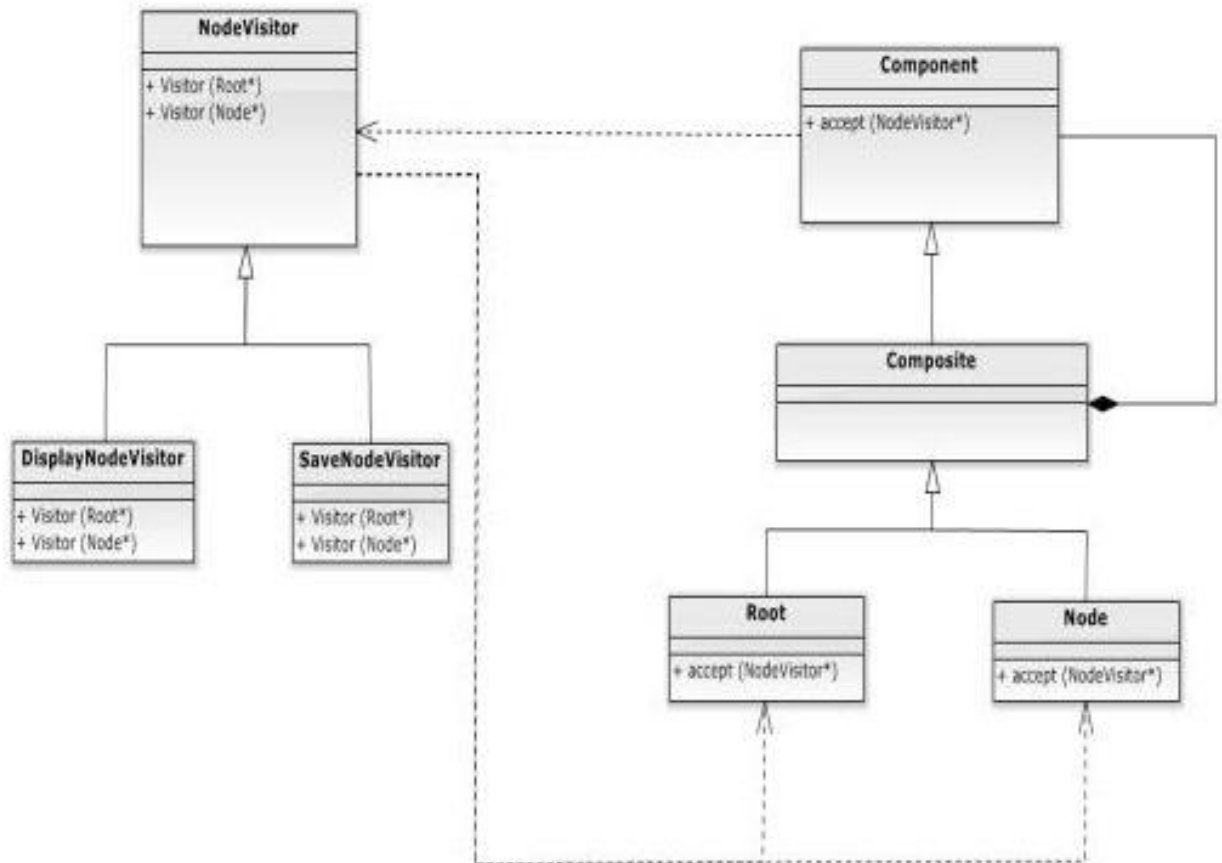 NodeVisitor
+ Visitor (Root*)
+ Visitor (Node*)
Component
+ accept (NodeVisitor*)
Composite
DisplayNodeVisitor
+ Visitor (Root*)
+ Visitor (Node*)
SaveNodeVisitor
+ Visitor (Root*)
+ Visitor (Node*)
Root
+ accept (NodeVisitor*)
Node
+ accept (NodeVisitor*)